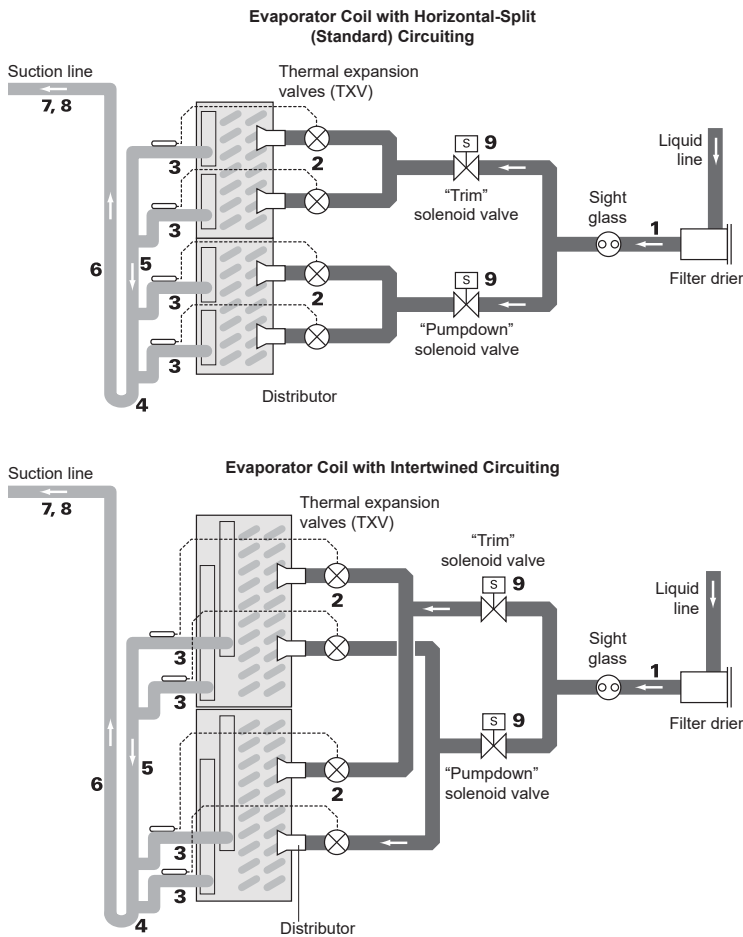 Evaporator Coil with Horizontal-Split
(Standard) Circuiting
Suction line
7, 8
Thermal expansion
valves (TXV)
Liquid
line
S
9
3
2
"Trim"
solenoid valve
Sight
glass
1
3
6
5
Filter drier
S
9
3
2
"Pumpdown"
solenoid valve
3
4
Distributor
Evaporator Coil with Intertwined Circuiting
Suction line
7, 8
Thermal expansion
valves (TXV)
"Trim"
solenoid valve
S
9
2
Liquid
line
Sight
glass
1
3
3
Filter drier
S
9
5
6
2
"Pumpdown"
solenoid valve
3
3
4
Distributor